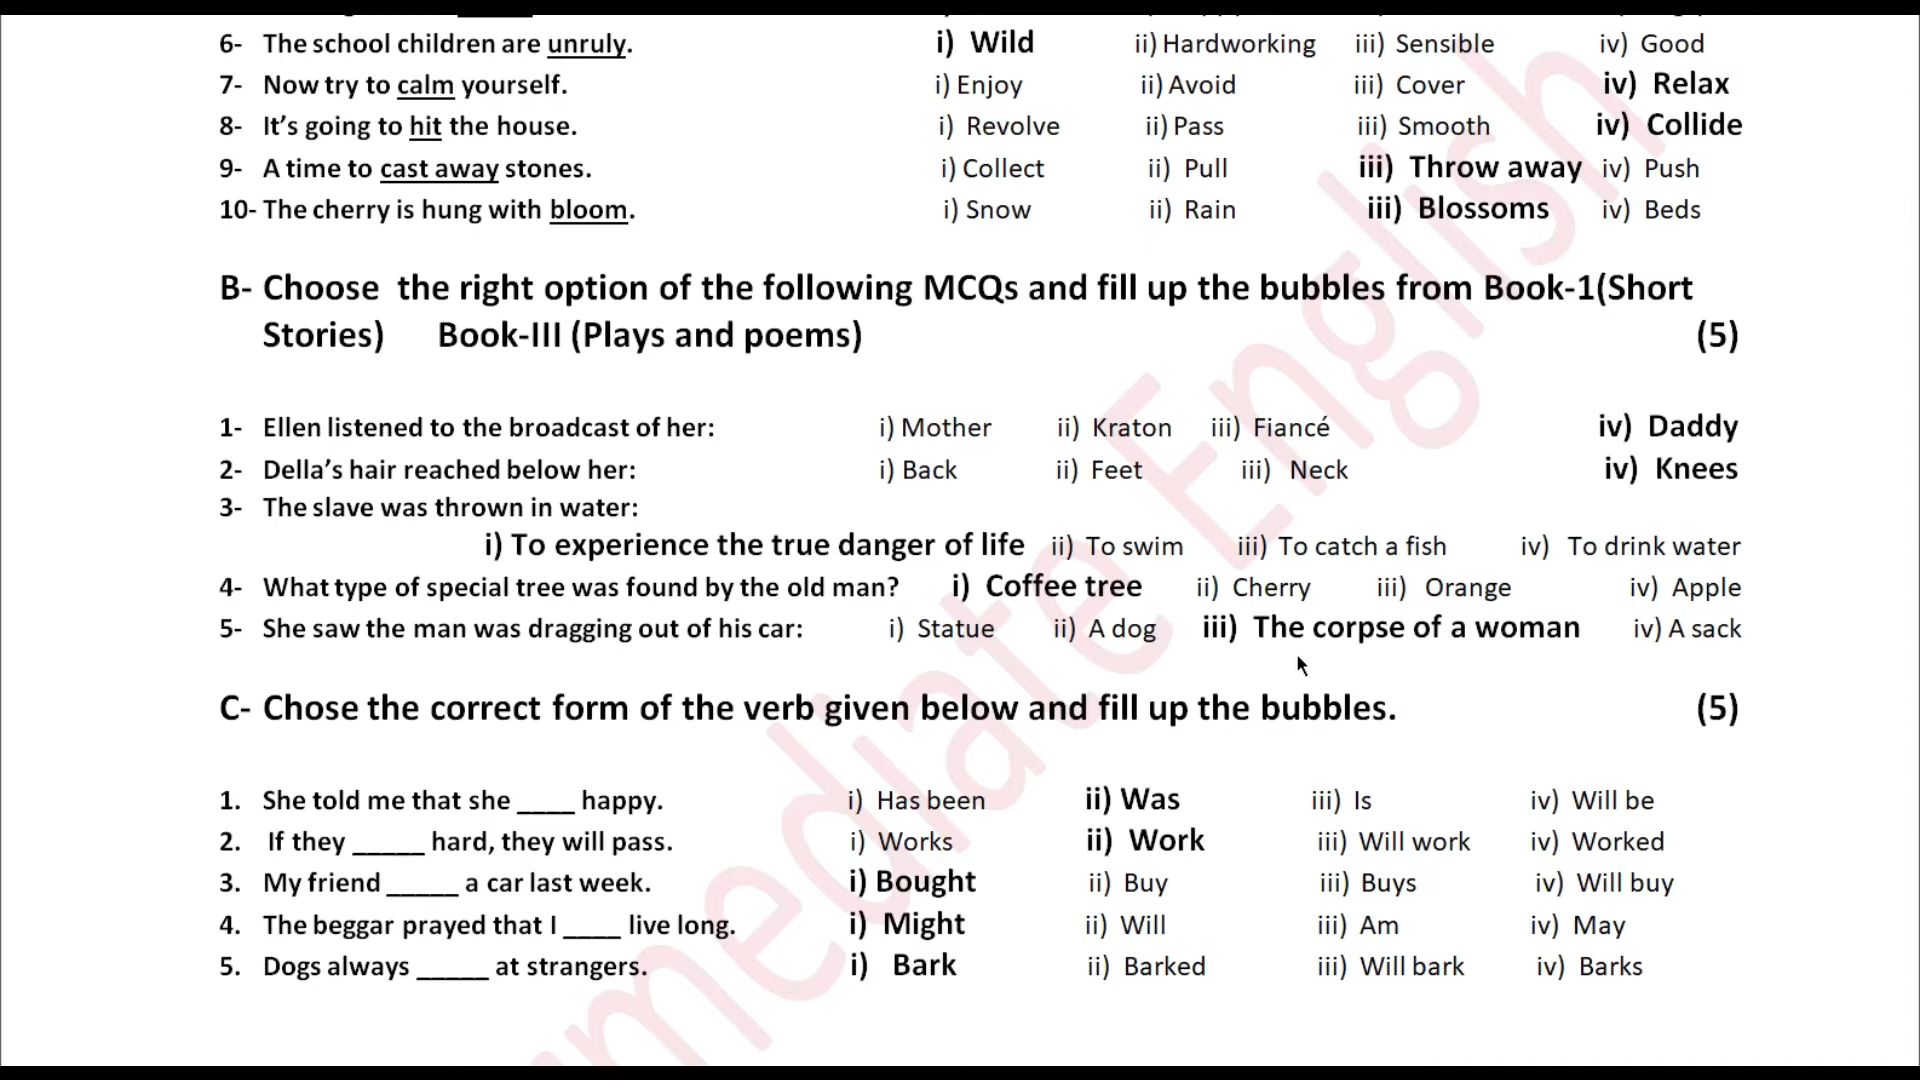 6- The school children are unruly. i) Wild ii) Hardworking iii) Sensible iv) Good
7- Now try to calm yourself. i) Enjoy ii) Avoid iii) Cover iv) Relax
8- It's going to hit the house. i) Revolve ii) Pass iii) Smooth iv) Collide
9- A time to cast away stones. i) Collect ii) Pull iii) Throw away iv) Push
10- The cherry is hung with bloom. i) Snow ii) Rain iii) Blossoms iv) Beds
B- Choose the right option of the following MCQs and fill up the bubbles from Book-1(Short
Stories) Book-III (Plays and poems) (5)
1- Ellen listened to the broadcast of her: i) Mother ii) Kraton iii) Fiancé iv) Daddy
2- Della's hair reached below her: i) Back ii) Feet iii) Neck iv) Knees
3- The slave was thrown in water:
i) To experience the true danger of life ii) To swim iii) To catch a fish iv) To drink water
4- What type of special tree was found by the old man? i) Coffee tree ii) Cherry iii) Orange iv) Apple
5- She saw the man was dragging out of his car: i) Statue ii) A dog iii) The corpse of a woman iv) A sack
C- Chose the correct form of the verb given below and fill up the bubbles. (5)
1. She told me that she ____ happy. i) Has been ii) Was iii) Is iv) Will be
2. If they _____ hard, they will pass. i) Works ii) Work iii) Will work iv) Worked
3. My friend _____ a car last week. i) Bought ii) Buy iii) Buys iv) Will buy
4. The beggar prayed that I ____ live long. i) Might ii) Will iii) Am iv) May
5. Dogs always _____ at strangers. i) Bark ii) Barked iii) Will bark iv) Barks
mediate English